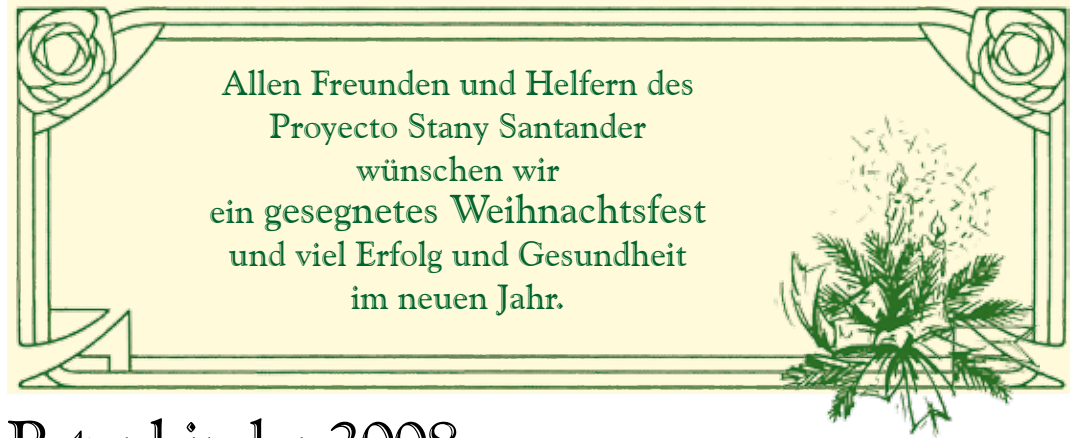 Allen Freunden und Helfern des
Proyecto Stany Santander
wünschen wir
ein gesegnetes Weihnachtsfest
und viel Erfolg und Gesundheit
im neuen Jahr.
2008